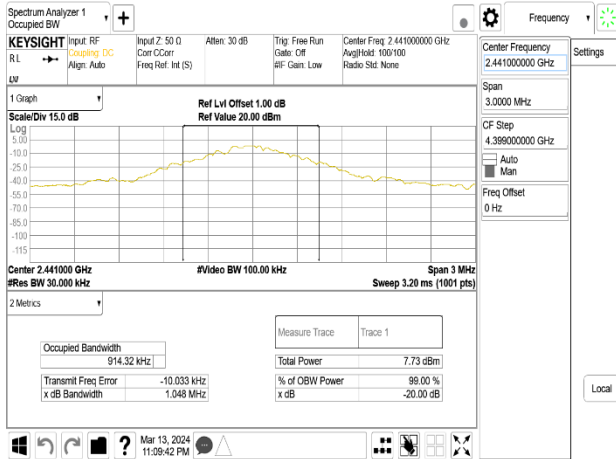 Spectrum Analyzer 1
Occupied BW
+
Frequency
KEYSIGHT
Input: RF
Coupling: DC
Align: Auto
Input Z: 50 Ω
Corr CCorr
Freq Ref: Int (S)
Atten: 30 dB
Trig: Free Run
Gate: Off
#IF Gain: Low
Center Freq: 2.441000000 GHz
Avg|Hold: 100/100
Radio Std: None
R L
Center Frequency
2.441000000 GHz
Settings
Span
3.0000 MHz
CF Step
4.399000000 GHz
Auto
Man
Freq Offset
0 Hz
Local
1 Graph
Scale/Div 15.0 dB
Ref Lvl Offset 1.00 dB
Ref Value 20.00 dBm
Log
5.00
-10.0
-25.0
-40.0
-55.0
-70.0
-85.0
-100
-115
Center 2.441000 GHz
#Video BW 100.00 kHz
Span 3 MHz
#Res BW 30.000 kHz
Sweep 3.20 ms (1001 pts)
2 Metrics
Measure Trace
Trace 1
Occupied Bandwidth
914.32 kHz
Total Power
7.73 dBm
Transmit Freq Error
-10.033 kHz
% of OBW Power
99.00 %
x dB Bandwidth
1.048 MHz
x dB
-20.00 dB
?
Mar 13, 2024
11:09:42 PM